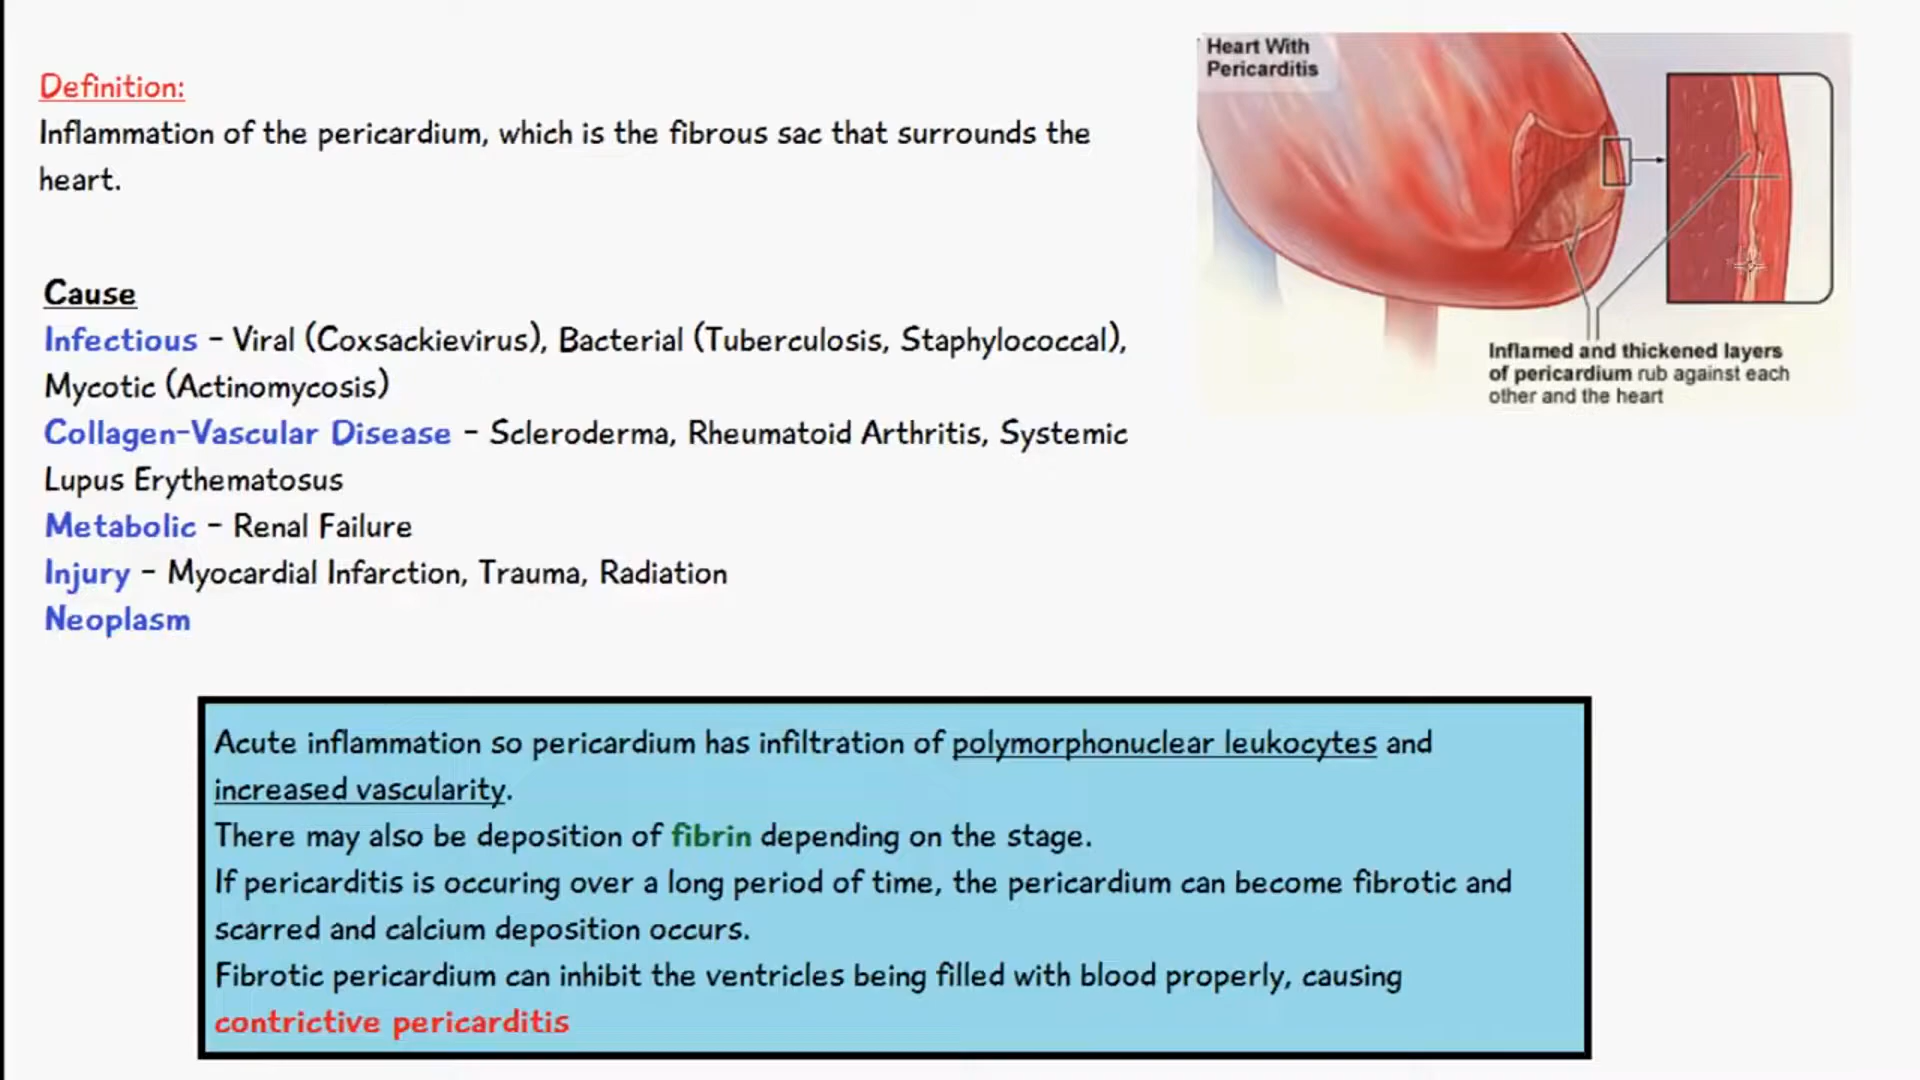 Definition:
Inflammation of the pericardium, which is the fibrous sac that surrounds the
heart.
Cause
Infectious - Viral (Coxsackievirus), Bacterial (Tuberculosis, Staphylococcal),
Mycotic (Actinomycosis)
Collagen-Vascular Disease - Scleroderma, Rheumatoid Arthritis, Systemic
Lupus Erythematosus
Metabolic - Renal Failure
Injury - Myocardial Infarction, Trauma, Radiation
Neoplasm
Heart With
Pericarditis
Inflamed and thickened layers
of pericardium rub against each
other and the heart
Acute inflammation so pericardium has infiltration of polymorphonuclear leukocytes and
increased vascularity.
There may also be deposition of fibrin depending on the stage.
If pericarditis is occuring over a long period of time, the pericardium can become fibrotic and
scarred and calcium deposition occurs.
Fibrotic pericardium can inhibit the ventricles being filled with blood properly, causing
contrictive pericarditis